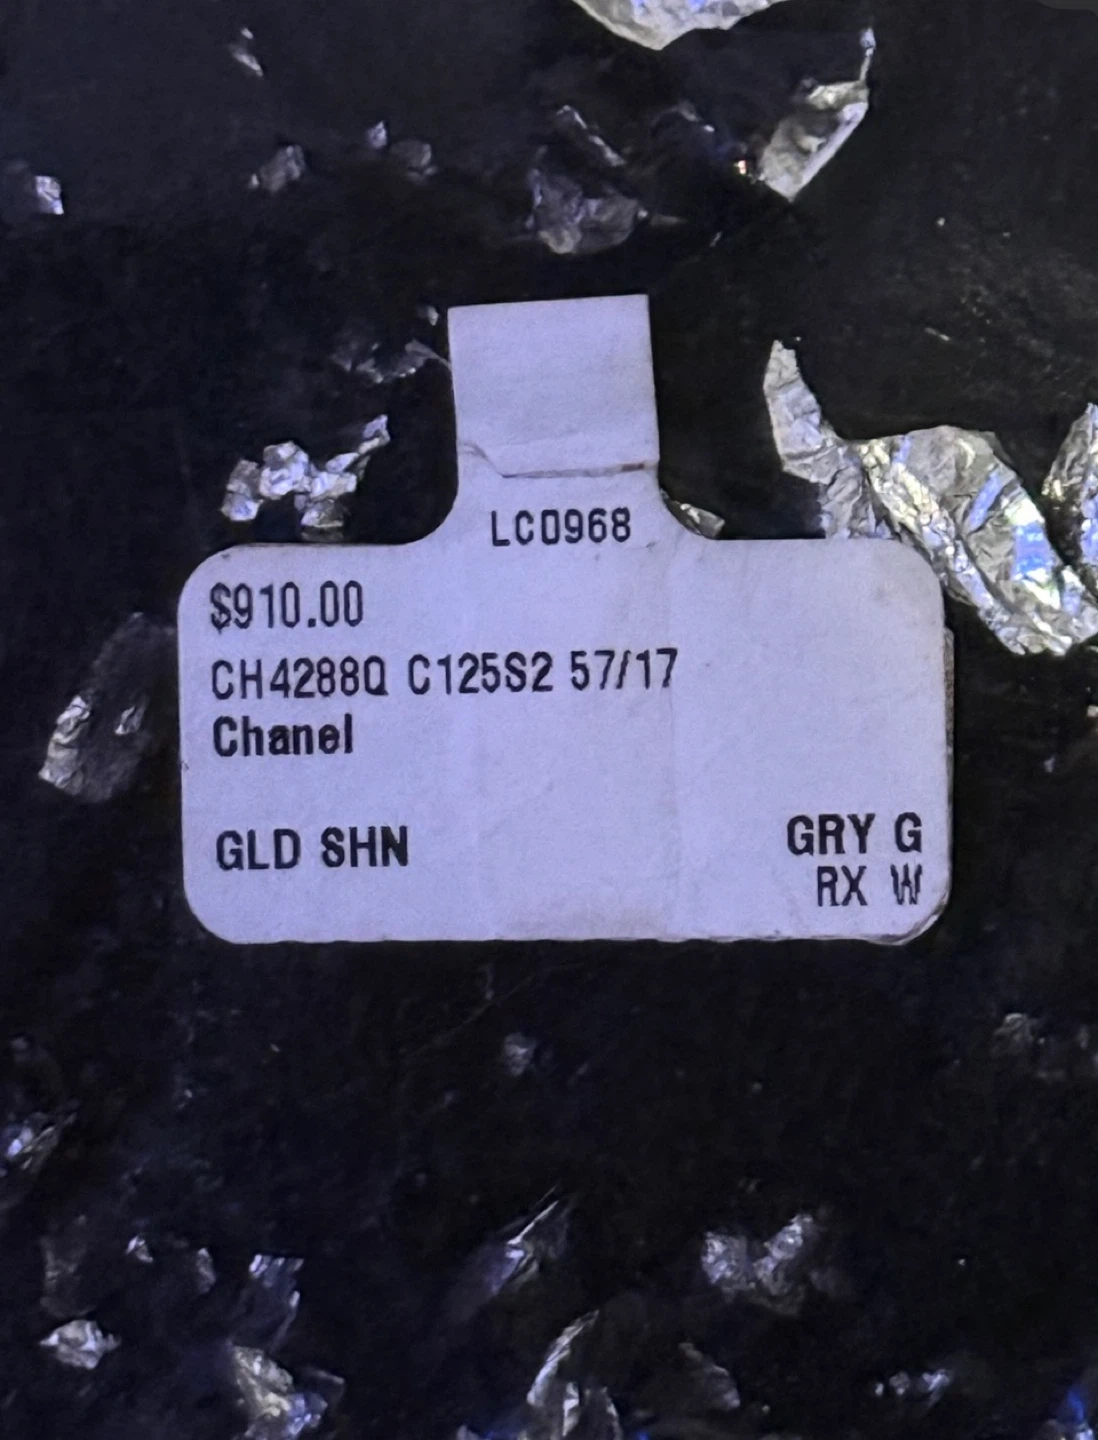 LC0968
$910.00
CH4288Q C125S2 57/17
Chanel
GLD SHN
GRY G
RX W